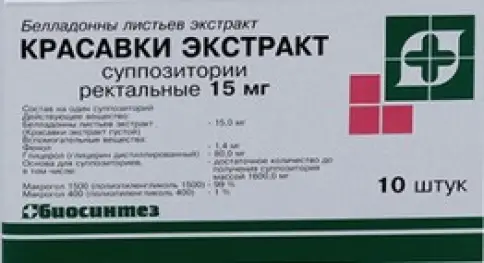 Белладонны листьев экстракт
КРАСАВКИ ЭКСТРАКТ
суппозитории
ректальные 15 мг
Состав на один суппозиторий
Действующее вещество:
Белладонны листьев экстракт - 15,0 мг
(Красавки экстракт густой)
Вспомогательные вещества:
Фенол - 1,4 мг
Глицерол (глицерин дистиллированный) - 80,0 мг
Основа для суппозиториев, - достаточное количество до
в том числе: получения суппозитория
массой 1600,0 мг
Макрогол 1500 (полиэтиленгликоль 1500) - 99 %
Макрогол 400 (полиэтиленгликоль 400) - 1 %
10 штук
биосинтез